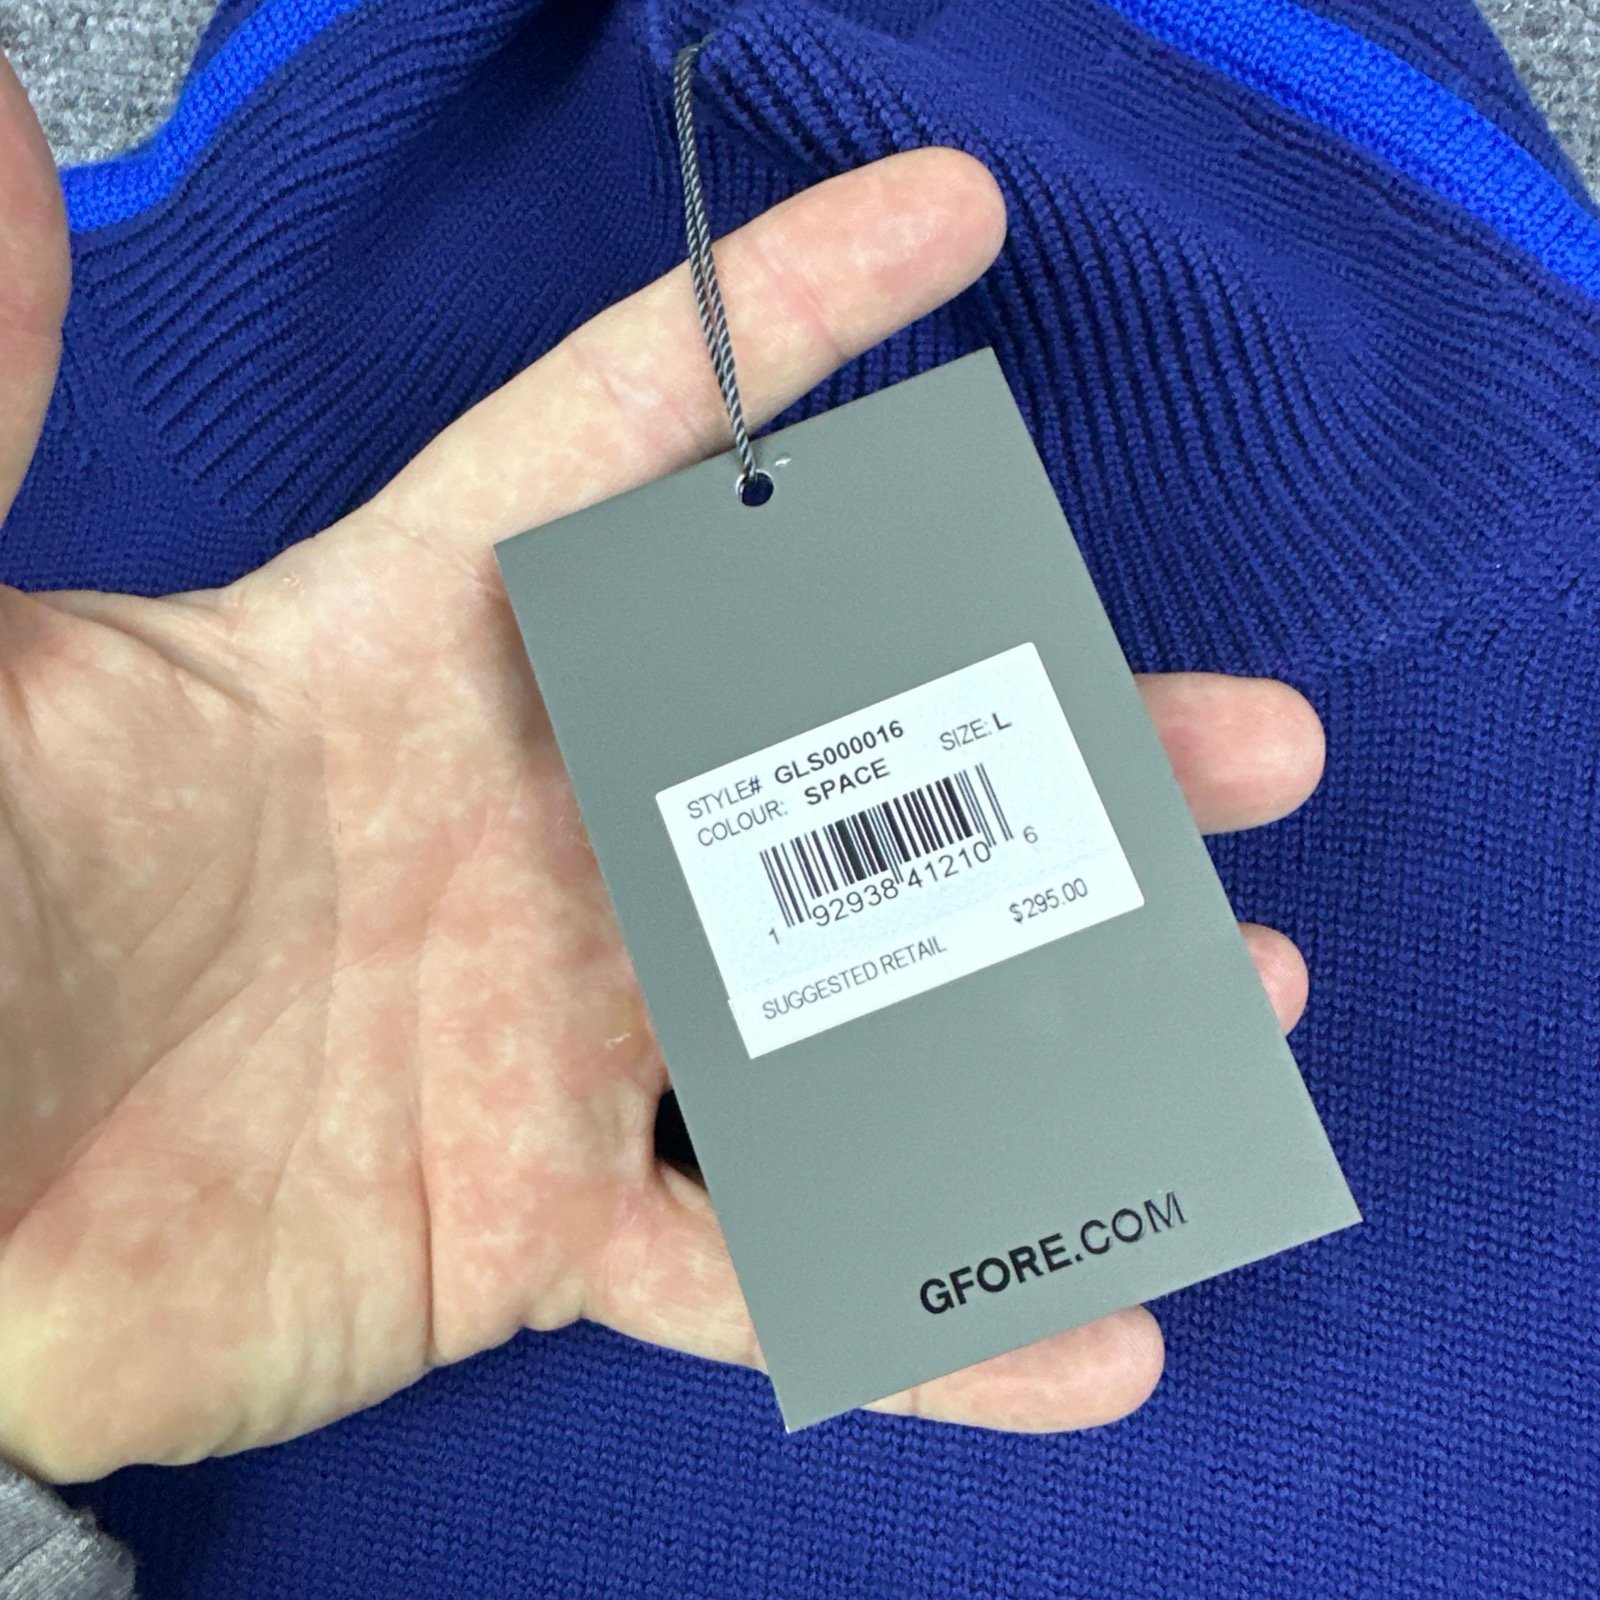 STYLE# GLS000016 SIZE: L
COLOUR: SPACE
1 92938 41210 6
SUGGESTED RETAIL $295.00
GFORE.COM